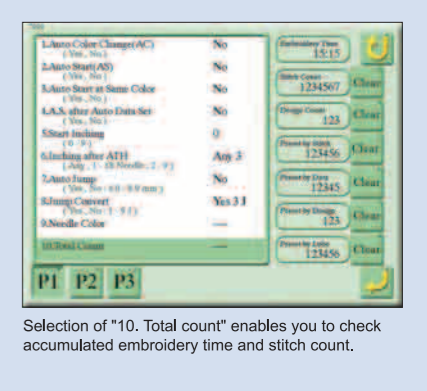 1.Auto Color Change(AC) No
( Yes , No )
2.Auto Start(AS) No
( Yes , No )
3.Auto Start at Same Color No
( Yes , No )
4.A.S. after Auto Data Set No
( Yes , No )
5.Start Inching 0
( 0 - 9 )
6.Inching after ATH Any 3
7.Auto Jump No
8.Jump Convert Yes 3 J
9.Needle Color ----
10.Total Count ----
P1 P2 P3
Embroidery Time
15:15
Stitch Count
1234567 Clear
Design Count
123 Clear
Preset by Stitch
123456 Clear
Preset by Days
12345 Clear
Preset by Design
123 Clear
123456 Clear
Selection of "10. Total count" enables you to check
accumulated embroidery time and stitch count.